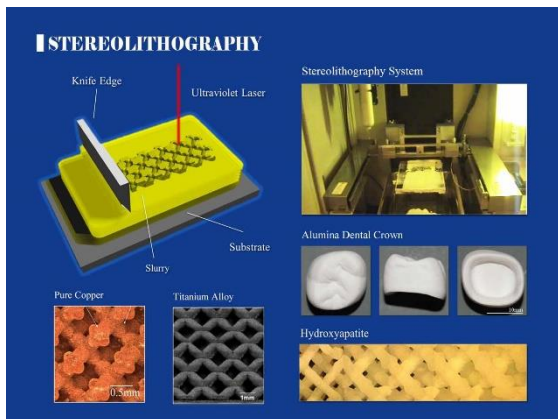 STEREOLITHOGRAPHY
Knife Edge
Ultraviolet Laser
Substrate
Slurry
Pure Copper
0.5mm
Titanium Alloy
1mm
Stereolithography System
Alumina Dental Crown
Hydroxyapatite